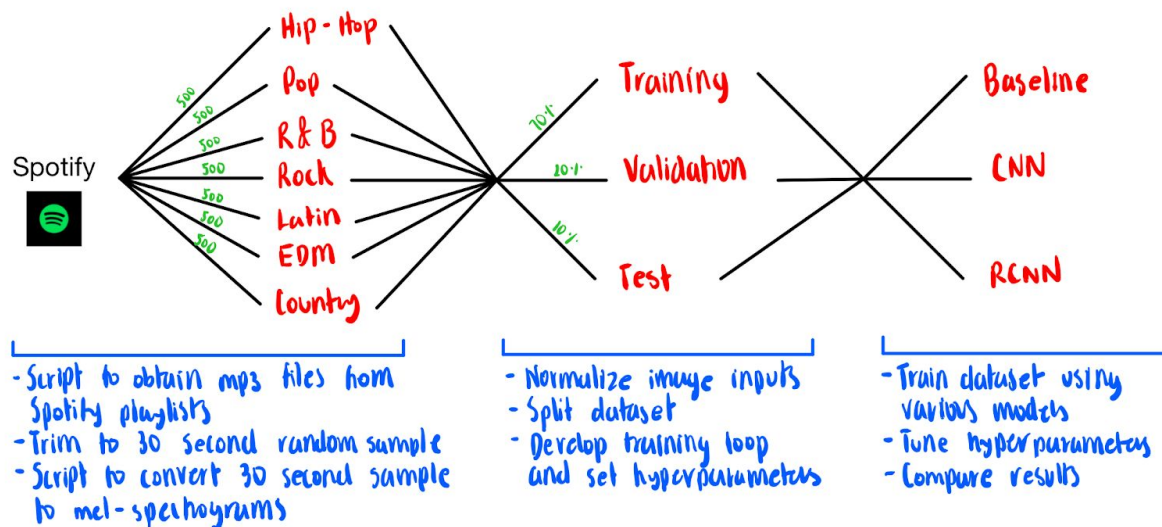 Spotify
500
500
500
500
500
500
500
Hip-Hop
Pop
R&B
Rock
Latin
EDM
Country
70%
20%
10%
Training
Validation
Test
Baseline
CNN
RCNN
- Script to obtain mp3 files from
Spotify playlists
- Trim to 30 second random sample
- Script to convert 30 second sample
to mel-spectrograms
- Normalize image inputs
- Split dataset
- Develop training loop
and set hyperparameters
- Train dataset using
various models
- Tune hyperparameters
- Compare results